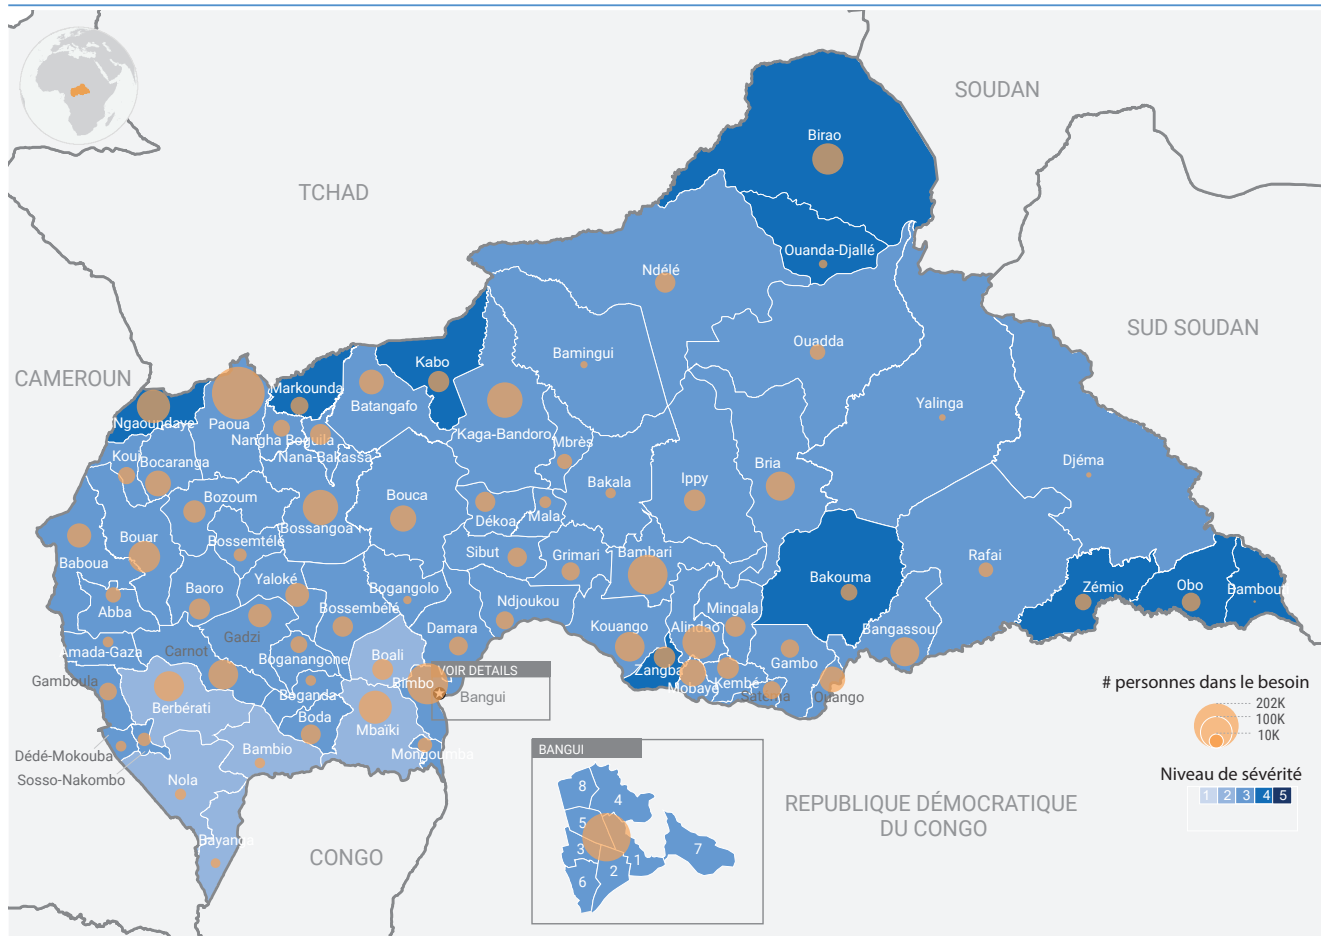 SOUDAN
Birao
TCHAD
Ouanda-Djallé
Ndélé
SUD SOUDAN
Ouadda
Bamingui
Kabo
CAMEROUN
Markounda
Batangafo
Yalinga
Ngaoundaye
Paoua
Kaga-Bandoro
Nangha Boguila
Nana-Bakassa
Mbrès
Koui
Bocaranga
Djéma
Bria
Ippy
Bakala
Bozoum
Bouca
Dékoa
Mala
Bossangoa
Bouar
Bossemtélé
Sibut
Grimari
Bambari
Rafai
Baboua
Yaloké
Bogangolo
Bakouma
Zémio
Obo
Bambouti
Abba
Baoro
Bossembélé
Ndjoukou
Mingala
Kouango
Alindao
Bangassou
Damara
Gadzi
Amada-Gaza
Carnot
Boganangone
Boali
Gambo
Zangba
Gamboula
Berbérati
Boganda
Bimbo
VOIR DETAILS
Bangui
Mobaye
Kembé
Satema
Ouango
Boda
Mbaïki
Dédé-Mokouba
Sosso-Nakombo
Bambio
Mongoumba
Nola
Bayanga
CONGO
BANGUI
8
4
5
3
1
7
2
6
REPUBLIQUE DÉMOCRATIQUE
DU CONGO
# personnes dans le besoin
202K
100K
10K
Niveau de sévérité
1 2 3 4 5